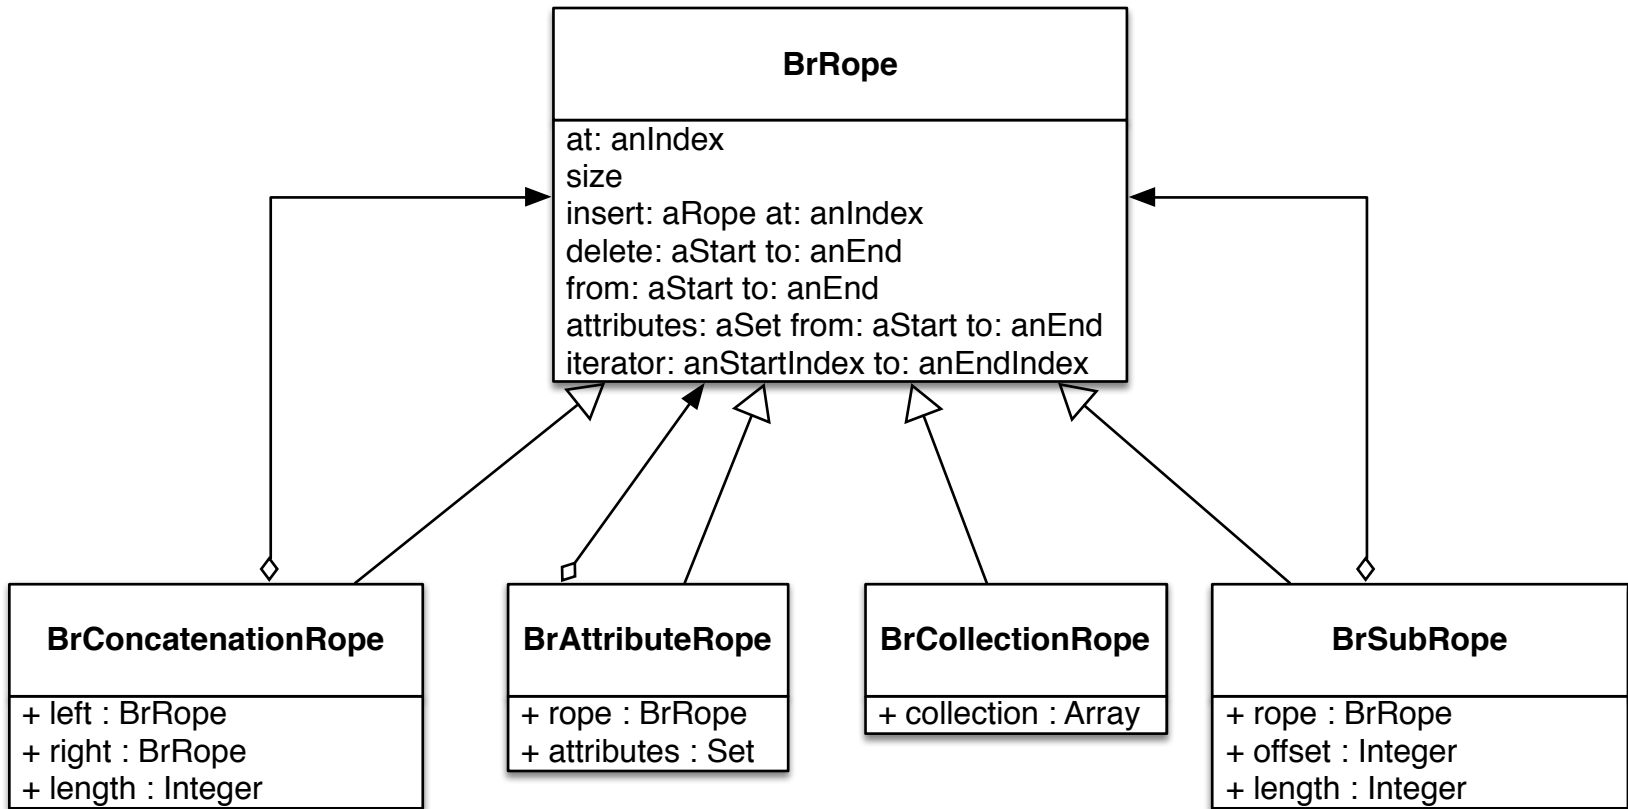 BrRope
at: anIndex
size
insert: aRope at: anIndex
delete: aStart to: anEnd
from: aStart to: anEnd
attributes: aSet from: aStart to: anEnd
iterator: anStartIndex to: anEndIndex
BrConcatenationRope
+ left : BrRope
+ right : BrRope
+ length : Integer
BrAttributeRope
+ rope : BrRope
+ attributes : Set
BrCollectionRope
+ collection : Array
BrSubRope
+ rope : BrRope
+ offset : Integer
+ length : Integer